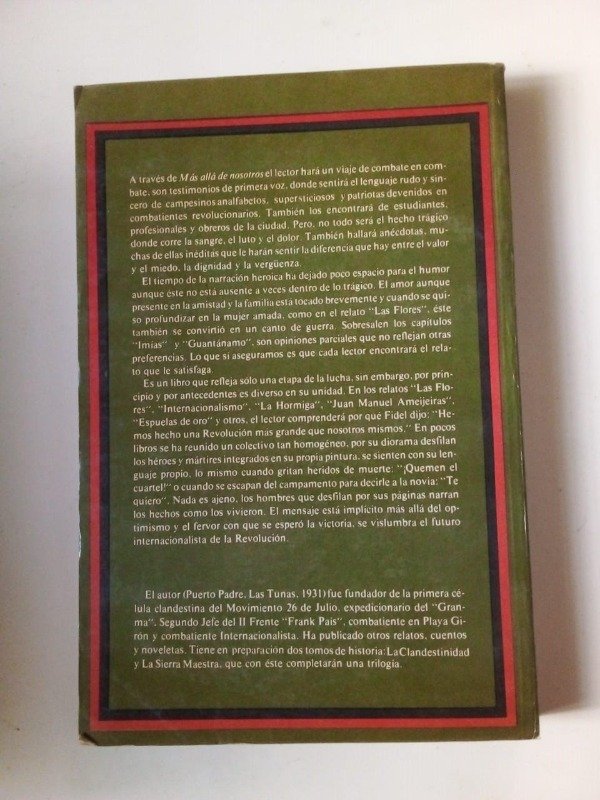 A través de Más allá de nosotros el lector hará un viaje de combate en com-
bate, son testimonios de primera voz, donde sentirá el lenguaje rudo y sin-
cero de campesinos analfabetos, supersticiosos y patriotas devenidos en
combatientes revolucionarios. También los encontrará de estudiantes,
profesionales y obreros de la ciudad. Pero, no todo será el hecho trágico
donde corre la sangre, el luto y el dolor. También hallará anécdotas, mu-
chas de ellas inéditas que le harán sentir la diferencia que hay entre el valor
y el miedo, la dignidad y la vergüenza.
El tiempo de la narración heroica ha dejado poco espacio para el humor
aunque éste no está ausente a veces dentro de lo trágico. El amor aunque
presente en la amistad y la familia está tocado brevemente y cuando se qui-
so profundizar en la mujer amada, como en el relato "Las Flores", éste
también se convirtió en un canto de guerra. Sobresalen los capítulos
"Imías" y "Guantánamo", son opiniones parciales que no reflejan otras
preferencias. Lo que sí aseguramos es que cada lector encontrará el rela-
to que le satisfaga.
Es un libro que refleja sólo una etapa de la lucha, sin embargo, por prin-
cipio y por antecedentes es diverso en su unidad. En los relatos "Las Flo-
res", "Internacionalismo", "La Hormiga", "Juan Manuel Ameijeiras",
"Espuelas de oro" y otros, el lector comprenderá por qué Fidel dijo: "He-
mos hecho una Revolución más grande que nosotros mismos." En pocos
libros se ha reunido un colectivo tan homogéneo, por su diorama desfilan
los héroes y mártires integrados en su propia pintura, se sienten con su len-
guaje propio, lo mismo cuando gritan heridos de muerte: "¡Quemen el
cuartel!" o cuando se escapan del campamento para decirle a la novia: "Te
quiero". Nada es ajeno, los hombres que desfilan por sus páginas narran
los hechos como los vivieron. El mensaje está implícito más allá del op-
timismo y el fervor con que se esperó la victoria, se vislumbra el futuro
internacionalista de la Revolución.
El autor (Puerto Padre, Las Tunas, 1931) fue fundador de la primera cé-
lula clandestina del Movimiento 26 de Julio, expedicionario del "Gran-
ma", Segundo Jefe del II Frente "Frank País", combatiente en Playa Gi-
rón y combatiente Internacionalista. Ha publicado otros relatos, cuentos
y noveletas. Tiene en preparación dos tomos de historia: La Clandestinidad
y La Sierra Maestra, que con éste completarán una trilogía.